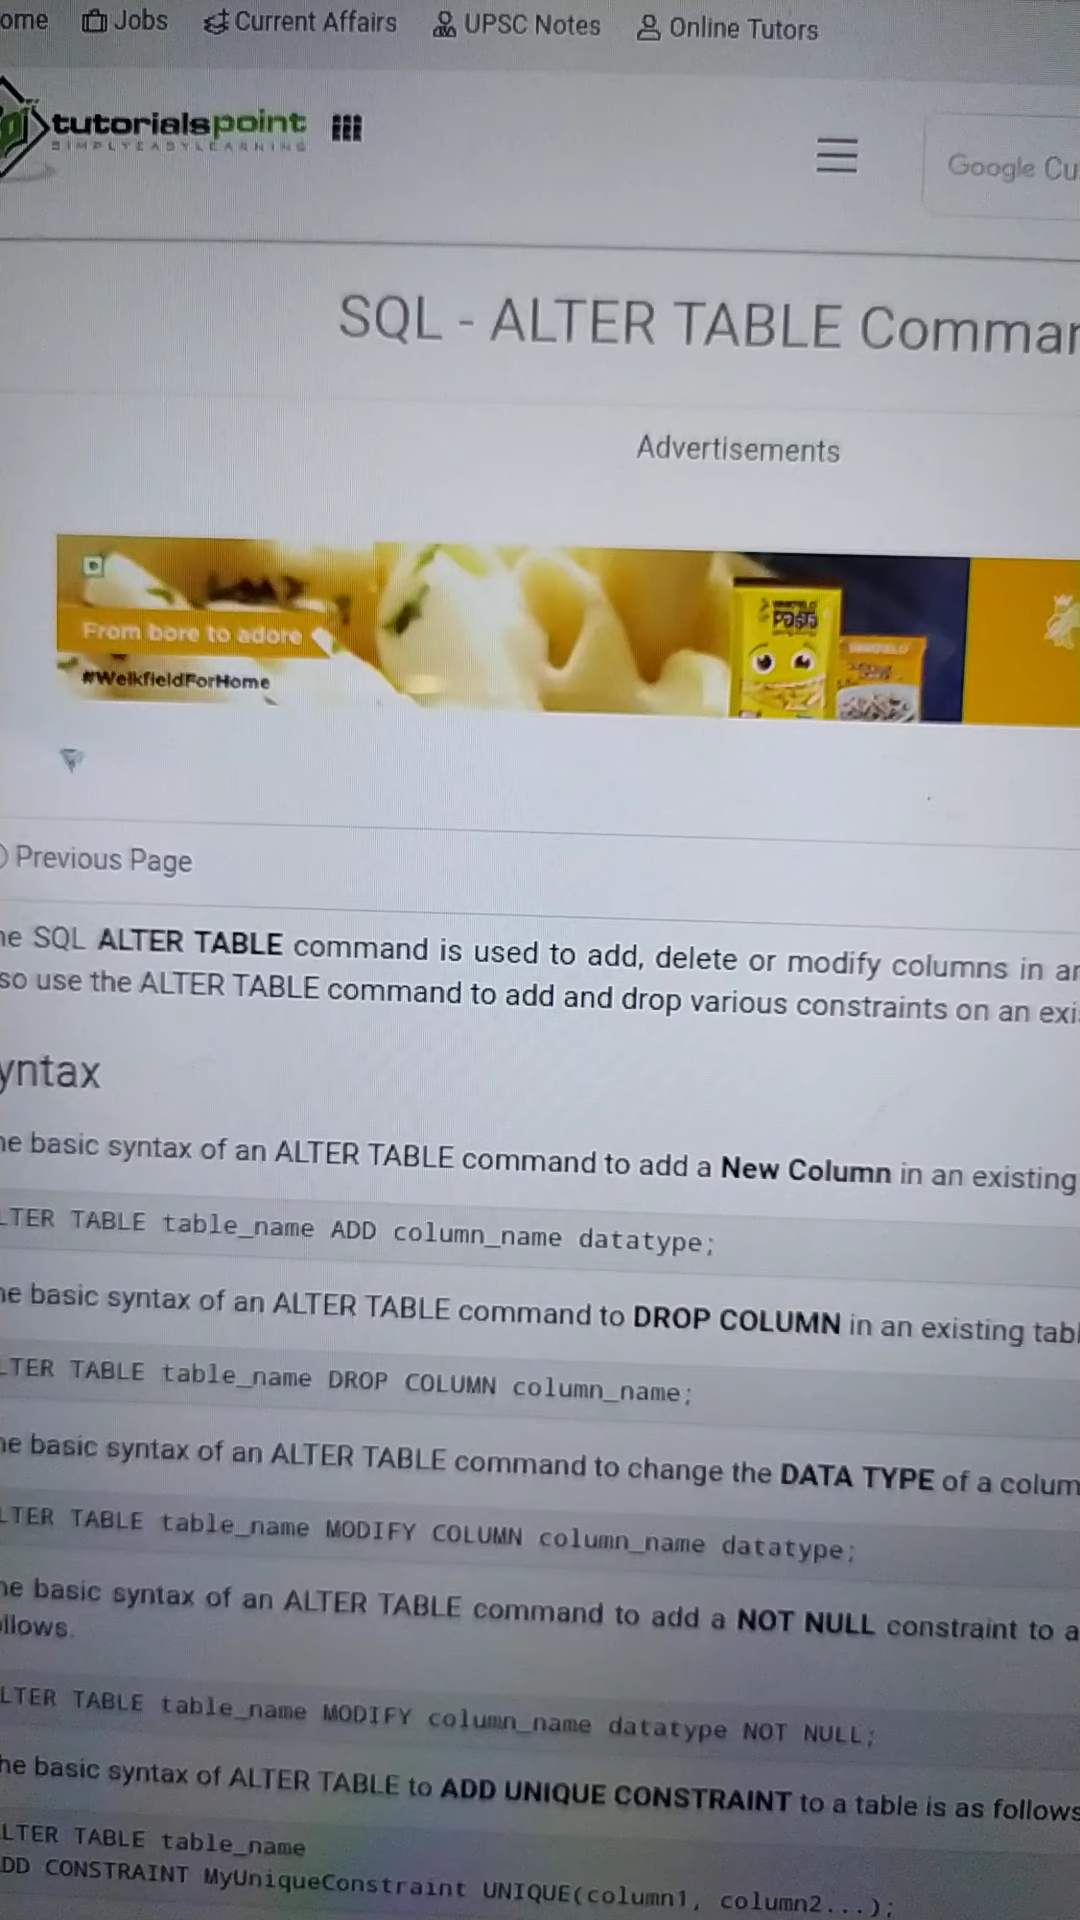 ome Jobs Current Affairs UPSC Notes Online Tutors
tutorialspoint
SIMPLYEASYLEARNING
Google Cu
SQL - ALTER TABLE Comman
Advertisements
From bore to adore
#WeikfieldForHome
PASTA
Previous Page
he SQL ALTER TABLE command is used to add, delete or modify columns in an
so use the ALTER TABLE command to add and drop various constraints on an exis
yntax
he basic syntax of an ALTER TABLE command to add a New Column in an existing
LTER TABLE table_name ADD column_name datatype;
he basic syntax of an ALTER TABLE command to DROP COLUMN in an existing tabl
LTER TABLE table_name DROP COLUMN column_name;
he basic syntax of an ALTER TABLE command to change the DATA TYPE of a colum
LTER TABLE table_name MODIFY COLUMN column_name datatype;
he basic syntax of an ALTER TABLE command to add a NOT NULL constraint to a
llows.
LTER TABLE table_name MODIFY column_name datatype NOT NULL;
he basic syntax of ALTER TABLE to ADD UNIQUE CONSTRAINT to a table is as follows
LTER TABLE table_name
DD CONSTRAINT MyUniqueConstraint UNIQUE(column1, column2...);